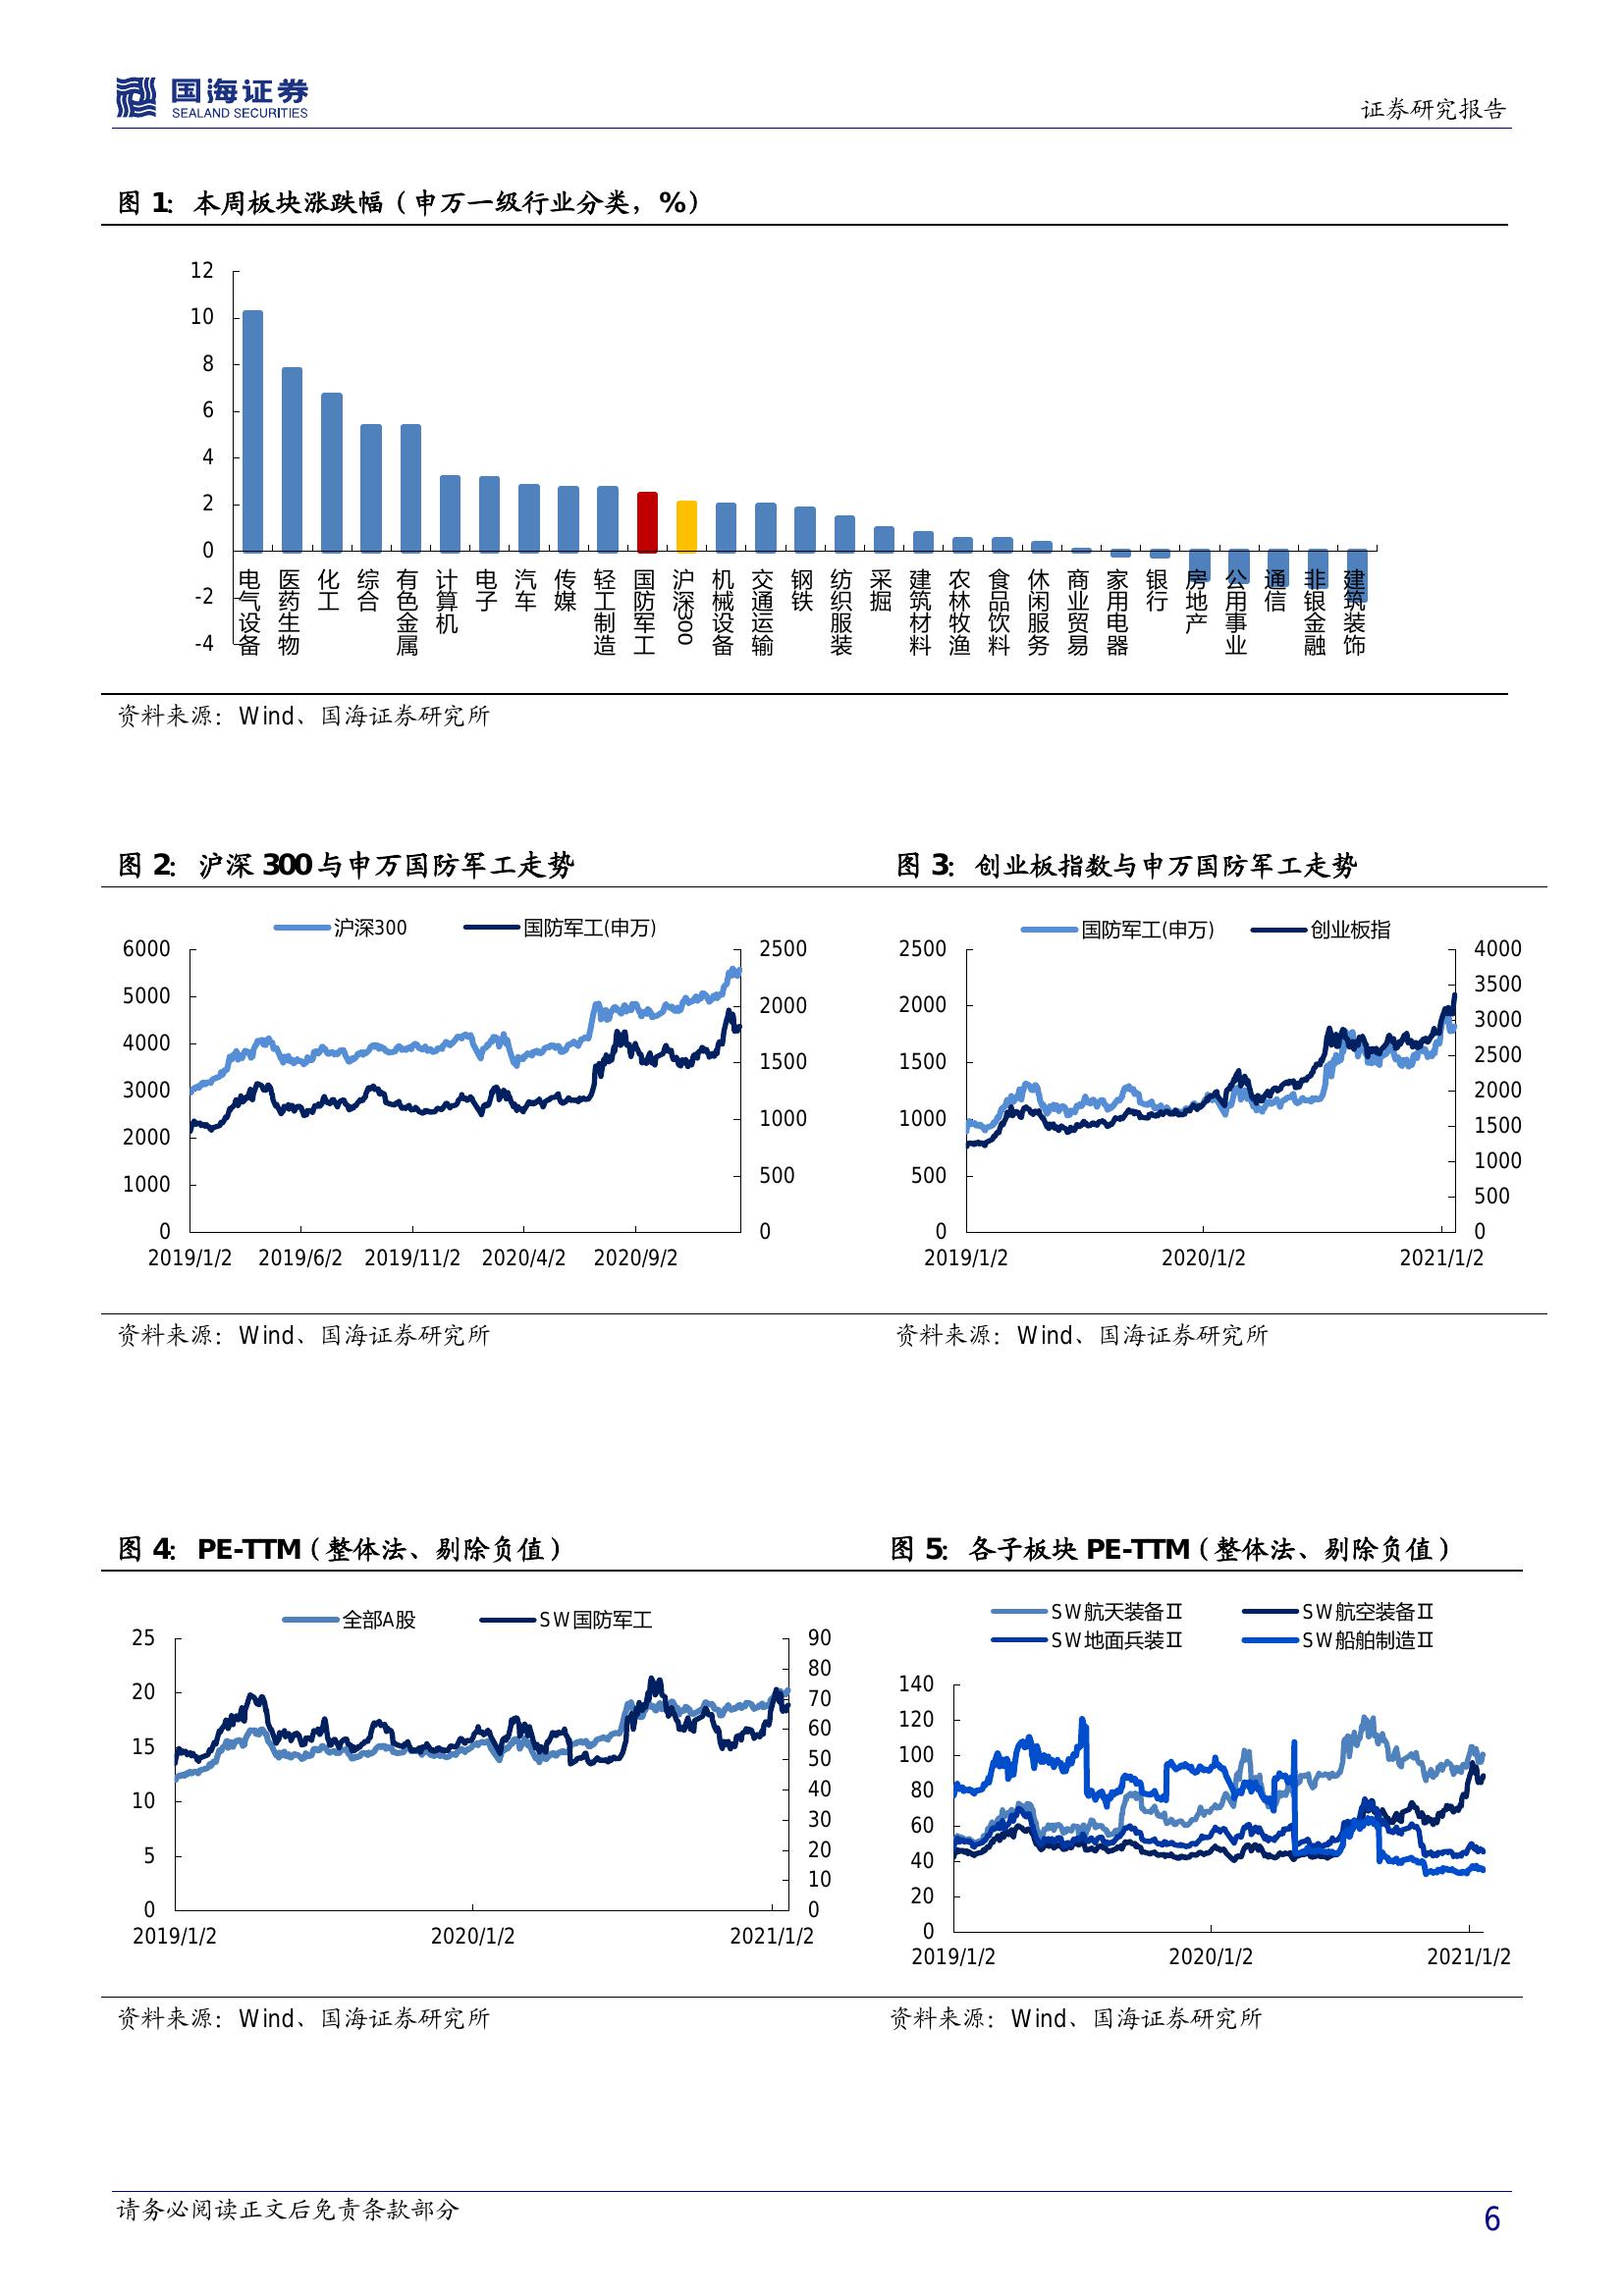 国海证券
SEALAND SECURITIES
证券研究报告
图 1: 本周板块涨跌幅（申万一级行业分类，%）
12
10
8
6
4
2
0
-2
-4
电气设备
医药生物
化工
综合
有色金属
计算机
电子
汽车
传媒
轻工制造
国防军工
沪深300
机械设备
交通运输
钢铁
纺织服装
采掘
建筑材料
农林牧渔
食品饮料
休闲服务
商业贸易
家用电器
银行
房地产
公用事业
通信
非银金融
建筑装饰
资料来源：Wind、国海证券研究所
图 2: 沪深 300 与申万国防军工走势
沪深300 国防军工(申万)
6000
5000
4000
3000
2000
1000
0
2500
2000
1500
1000
500
0
2019/1/2 2019/6/2 2019/11/2 2020/4/2 2020/9/2
资料来源：Wind、国海证券研究所
图 3: 创业板指数与申万国防军工走势
国防军工(申万) 创业板指
2500
2000
1500
1000
500
0
4000
3500
3000
2500
2000
1500
1000
500
0
2019/1/2 2020/1/2 2021/1/2
资料来源：Wind、国海证券研究所
图 4: PE-TTM（整体法、剔除负值）
全部A股 SW国防军工
25
20
15
10
5
0
90
80
70
60
50
40
30
20
10
0
2019/1/2 2020/1/2 2021/1/2
资料来源：Wind、国海证券研究所
图 5: 各子板块 PE-TTM（整体法、剔除负值）
SW航天装备Ⅱ SW航空装备Ⅱ
SW地面兵装Ⅱ SW船舶制造Ⅱ
140
120
100
80
60
40
20
0
2019/1/2 2020/1/2 2021/1/2
资料来源：Wind、国海证券研究所
请务必阅读正文后免责条款部分
6